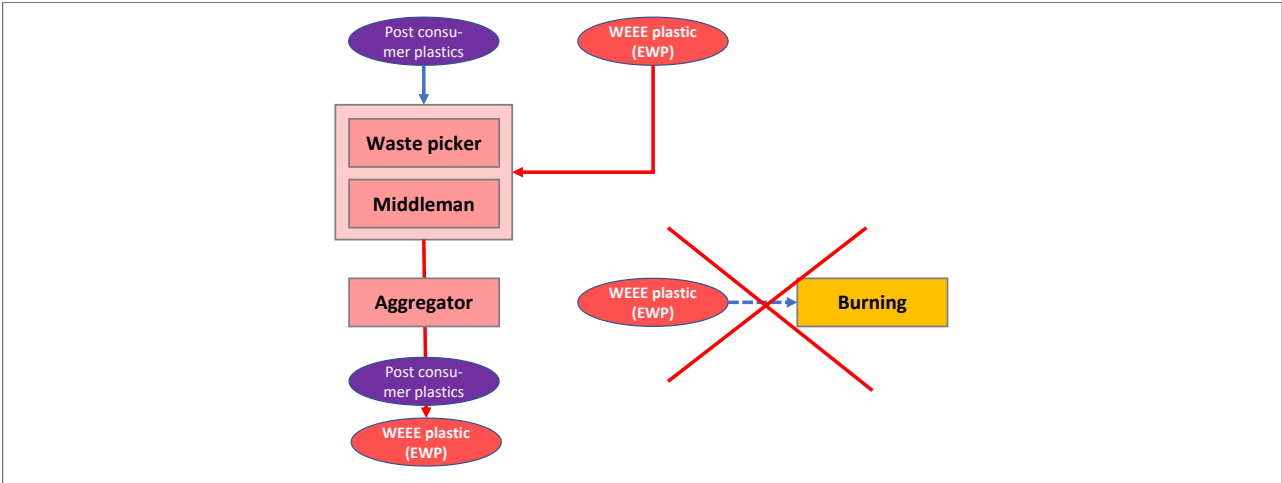 Post consu-
mer plastics
WEEE plastic
(EWP)
Waste picker
Middleman
Aggregator
WEEE plastic
(EWP)
Burning
Post consu-
mer plastics
WEEE plastic
(EWP)